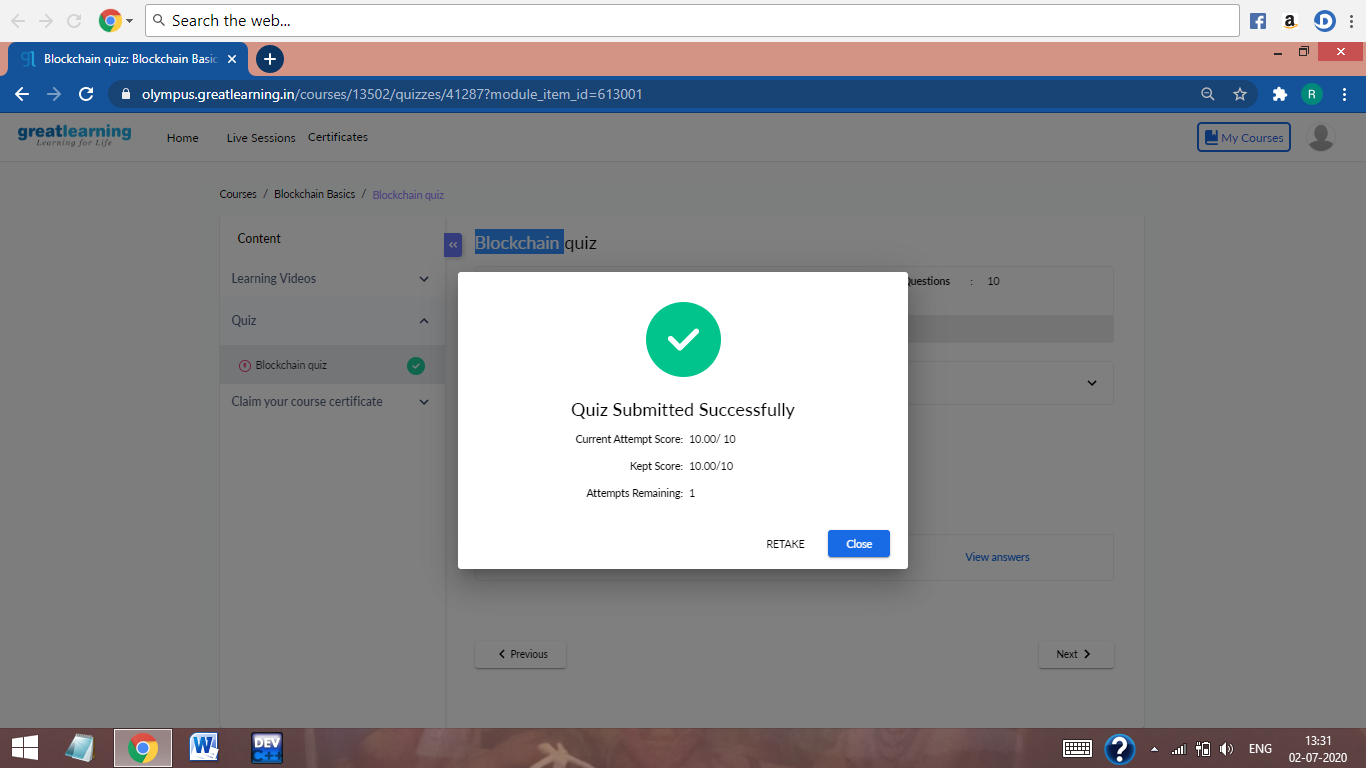 Search the web...
Blockchain quiz: Blockchain Basic
olympus.greatlearning.in/courses/13502/quizzes/41287?module_item_id=613001
R
greatlearning
Learning for Life
Home
Live Sessions
Certificates
My Courses
Courses / Blockchain Basics / Blockchain quiz
Content
Learning Videos
Quiz
Blockchain quiz
Claim your course certificate
Blockchain quiz
Questions : 10
Quiz Submitted Successfully
Current Attempt Score: 10.00/ 10
Kept Score: 10.00/10
Attempts Remaining: 1
RETAKE
Close
View answers
Previous
Next
DEV
C++
ENG
13:31
02-07-2020